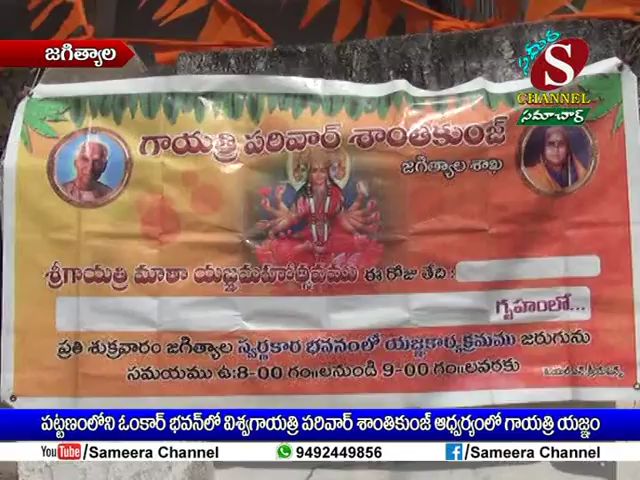 జగిత్యాల
సమీర
S
CHANNEL
సమాచార్
గాయత్రి పరివార్ శాంతికుంజ్
జగిత్యాల శాఖ
శ్రీగాయత్రి మాతా యజ్ఞమహోత్సవము ఈ రోజు తేది :
గృహంలో...
ప్రతి శుక్రవారం జగిత్యాల స్వర్ణకార భవనంలో యజ్ఞకార్యక్రమము జరుగును
సమయము ఉ:8-00 గం॥లనుండి 9-00 గం॥లవరకు
పట్టణంలోని ఓంకార్ భవన్‌లో విశ్వగాయత్రి పరివార్ శాంతికుంజ్ ఆధ్వర్యంలో గాయత్రి యజ్ఞం
YouTube /Sameera Channel 9492449856 f/Sameera Channel